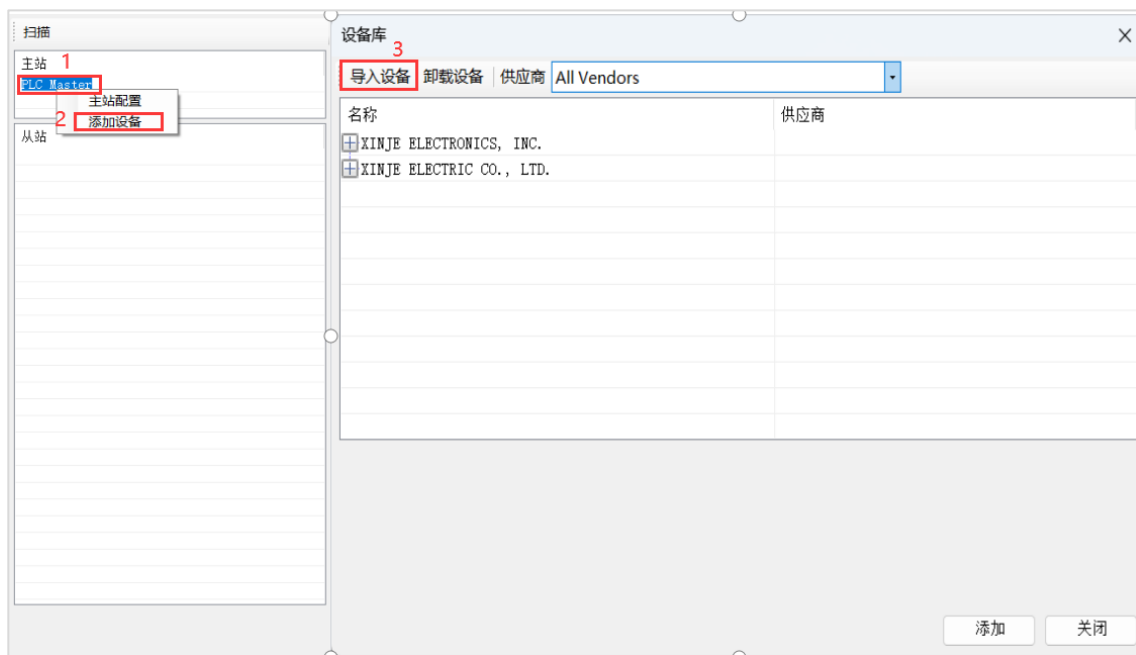 扫描
主站
1
PLC Master
主站配置
2
添加设备
从站
设备库
3
导入设备 卸载设备 供应商 All Vendors
名称 供应商
XINJE ELECTRONICS, INC.
XINJE ELECTRIC CO., LTD.
添加 关闭